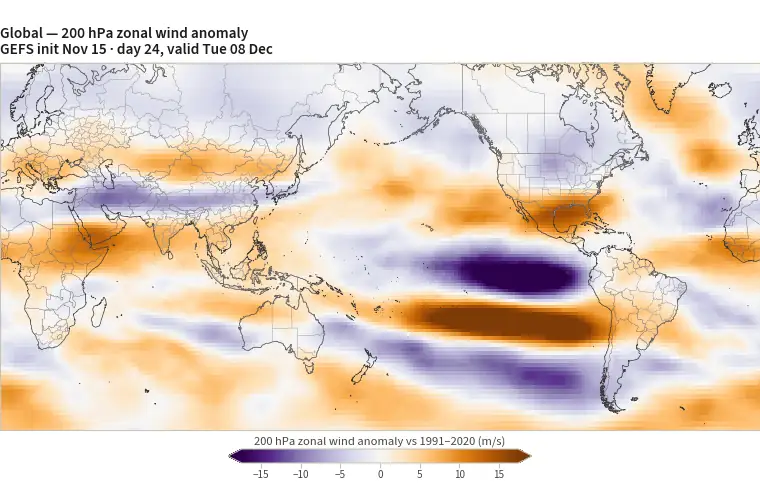 Global — 200 hPa zonal wind anomaly
GEFS init Nov 15 · day 24, valid Tue 08 Dec
200 hPa zonal wind anomaly vs 1991–2020 (m/s)
−15 −10 −5 0 5 10 15